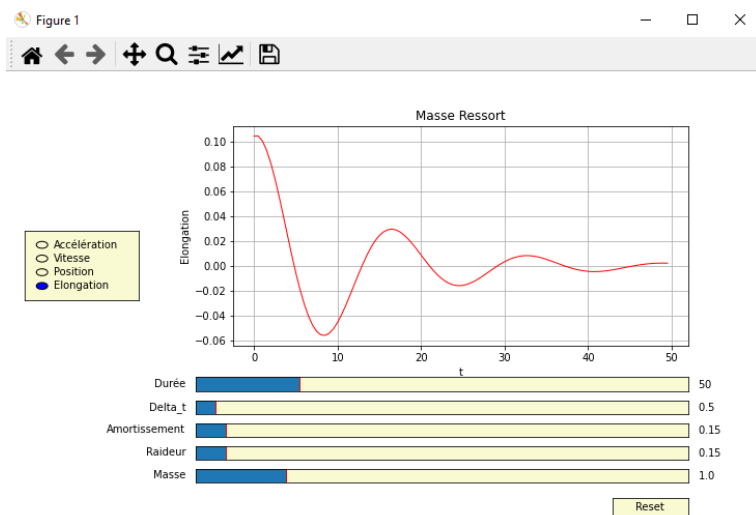 Figure 1
Masse Ressort
0.10
0.08
0.06
0.04
0.02
0.00
−0.02
−0.04
−0.06
Elongation
0 10 20 30 40 50
t
Accélération
Vitesse
Position
Elongation
Durée 50
Delta_t 0.5
Amortissement 0.15
Raideur 0.15
Masse 1.0
Reset